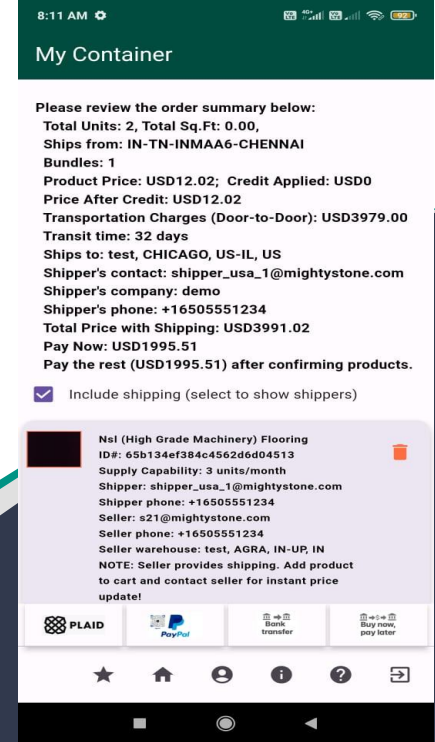 8:11 AM
92
My Container
Please review the order summary below:
Total Units: 2, Total Sq.Ft: 0.00,
Ships from: IN-TN-INMAA6-CHENNAI
Bundles: 1
Product Price: USD12.02; Credit Applied: USD0
Price After Credit: USD12.02
Transportation Charges (Door-to-Door): USD3979.00
Transit time: 32 days
Ships to: test, CHICAGO, US-IL, US
Shipper's contact: shipper_usa_1@mightystone.com
Shipper's company: demo
Shipper's phone: +16505551234
Total Price with Shipping: USD3991.02
Pay Now: USD1995.51
Pay the rest (USD1995.51) after confirming products.
Include shipping (select to show shippers)
Nsl (High Grade Machinery) Flooring
ID#: 65b134ef384c4562d6d04513
Supply Capability: 3 units/month
Shipper: shipper_usa_1@mightystone.com
Shipper phone: +16505551234
Seller: s21@mightystone.com
Seller phone: +16505551234
Seller warehouse: test, AGRA, IN-UP, IN
NOTE: Seller provides shipping. Add product
to cart and contact seller for instant price
update!
PLAID
PayPal
Bank
transfer
Buy now,
pay later